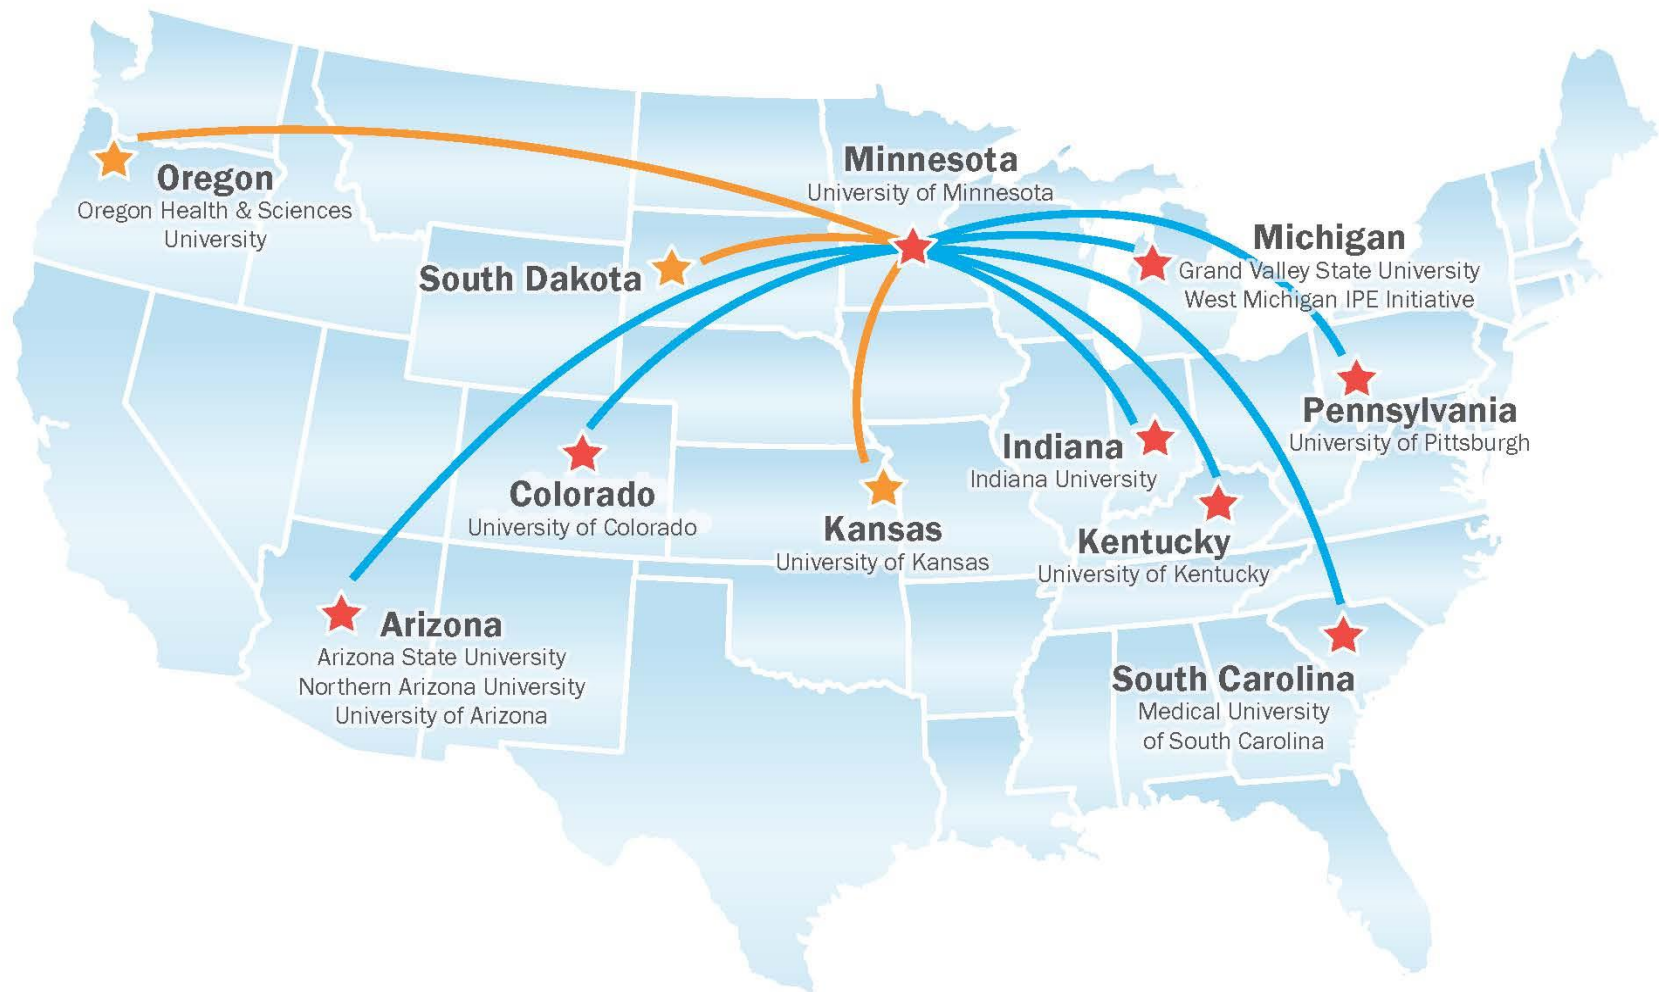 Minnesota
University of Minnesota
Oregon
Oregon Health & Sciences
University
South Dakota
Michigan
Grand Valley State University
West Michigan IPE Initiative
Pennsylvania
University of Pittsburgh
Indiana
Indiana University
Colorado
University of Colorado
Kansas
University of Kansas
Kentucky
University of Kentucky
Arizona
Arizona State University
Northern Arizona University
University of Arizona
South Carolina
Medical University
of South Carolina